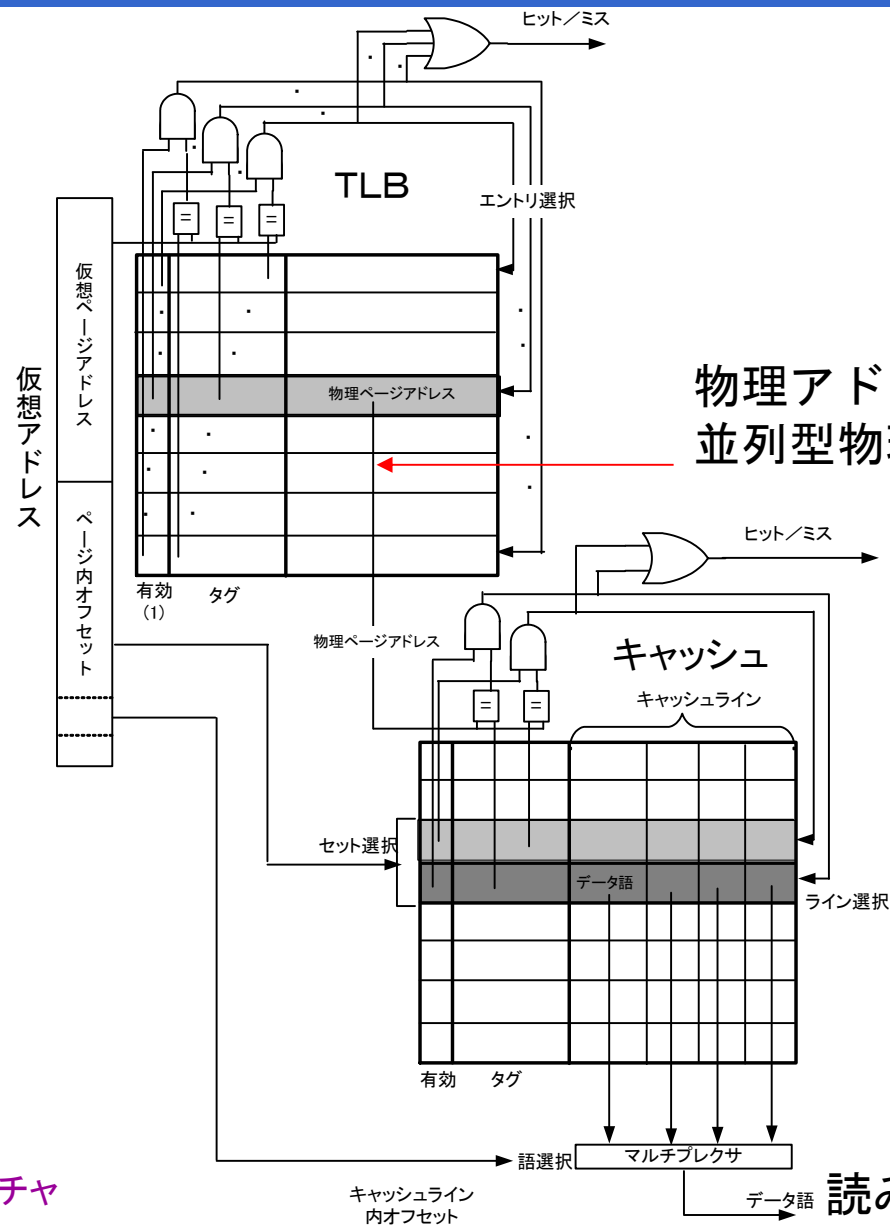 ヒット／ミス
TLB
エントリ選択
=
=
=
仮想アドレス
仮想ページアドレス
ページ内オフセット
物理ページアドレス
物理アド
並列型物
有効
(1)
タグ
ヒット／ミス
物理ページアドレス
キャッシュ
キャッシュライン
=
=
セット選択
データ語
ライン選択
有効
タグ
語選択
マルチプレクサ
チャ
キャッシュライン
内オフセット
データ語
読み